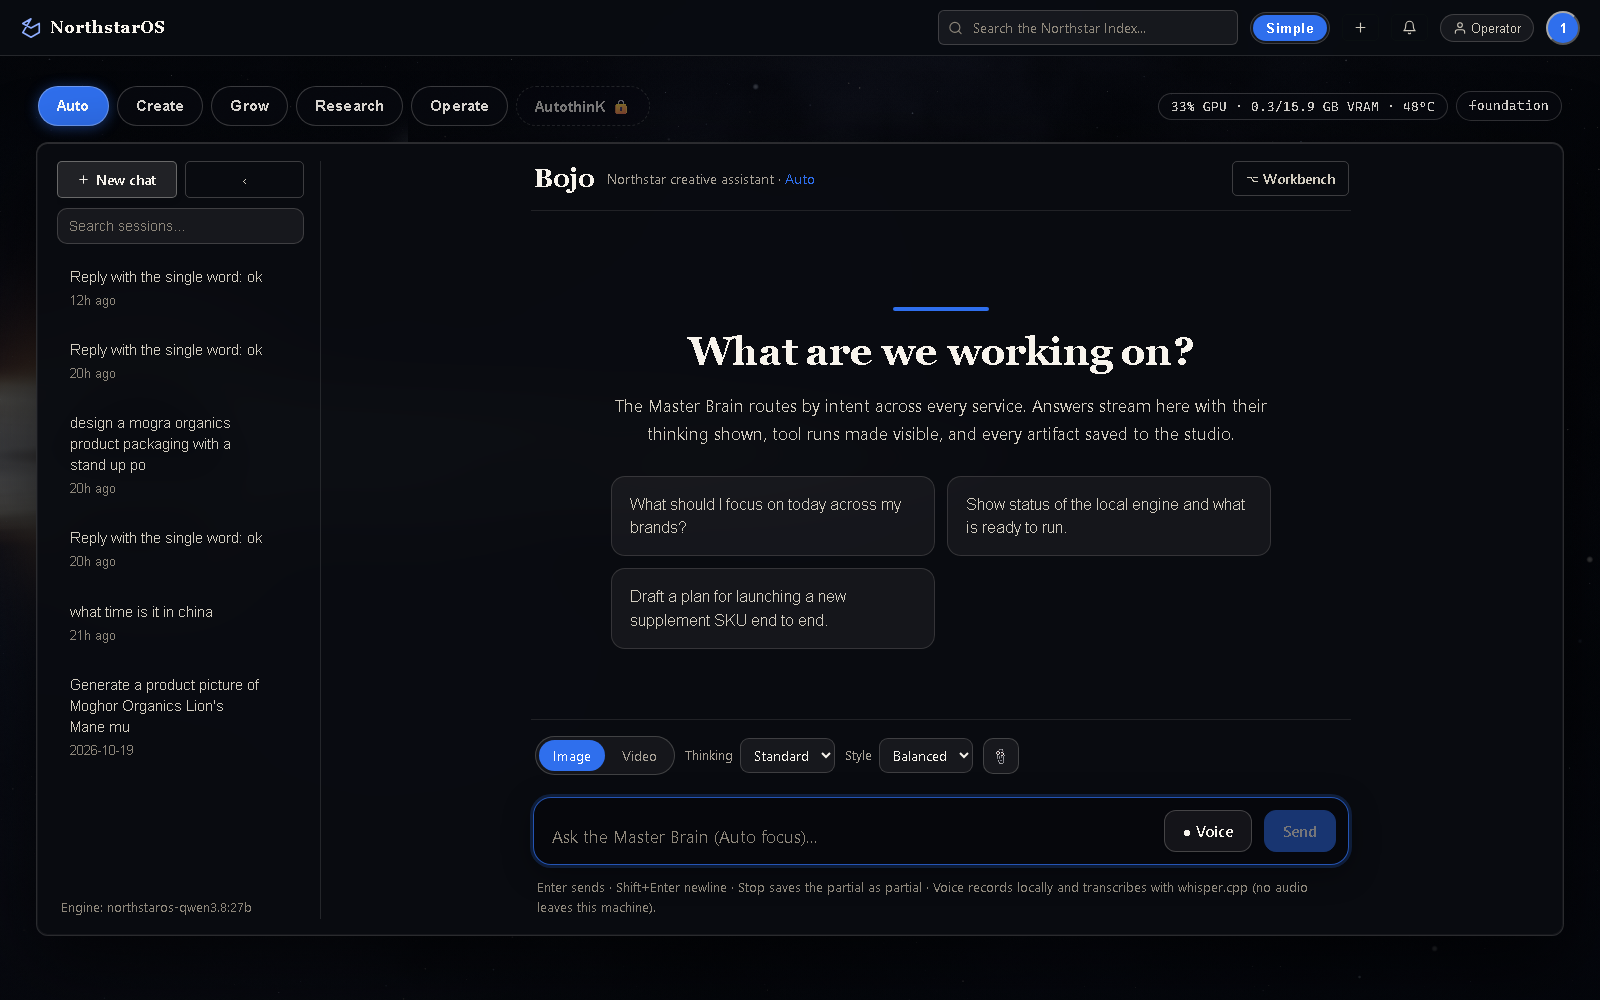 NorthstarOS
Search the Northstar Index...
Simple
+
Operator
1
Auto
Create
Grow
Research
Operate
AutothinK
33% GPU · 0.3/15.9 GB VRAM · 48°C
foundation
+ New chat
‹
Search sessions...
Reply with the single word: ok
12h ago
Reply with the single word: ok
20h ago
design a mogra organics
product packaging with a
stand up po
20h ago
Reply with the single word: ok
20h ago
what time is it in china
21h ago
Generate a product picture of
Moghor Organics Lion's
Mane mu
2026-10-19
Engine: northstaros-qwen3.8:27b
Bojo
Northstar creative assistant · Auto
⌥ Workbench
What are we working on?
The Master Brain routes by intent across every service. Answers stream here with their
thinking shown, tool runs made visible, and every artifact saved to the studio.
What should I focus on today across my
brands?
Show status of the local engine and what
is ready to run.
Draft a plan for launching a new
supplement SKU end to end.
Image
Video
Thinking
Standard
Style
Balanced
Ask the Master Brain (Auto focus)...
● Voice
Send
Enter sends · Shift+Enter newline · Stop saves the partial as partial · Voice records locally and transcribes with whisper.cpp (no audio
leaves this machine).